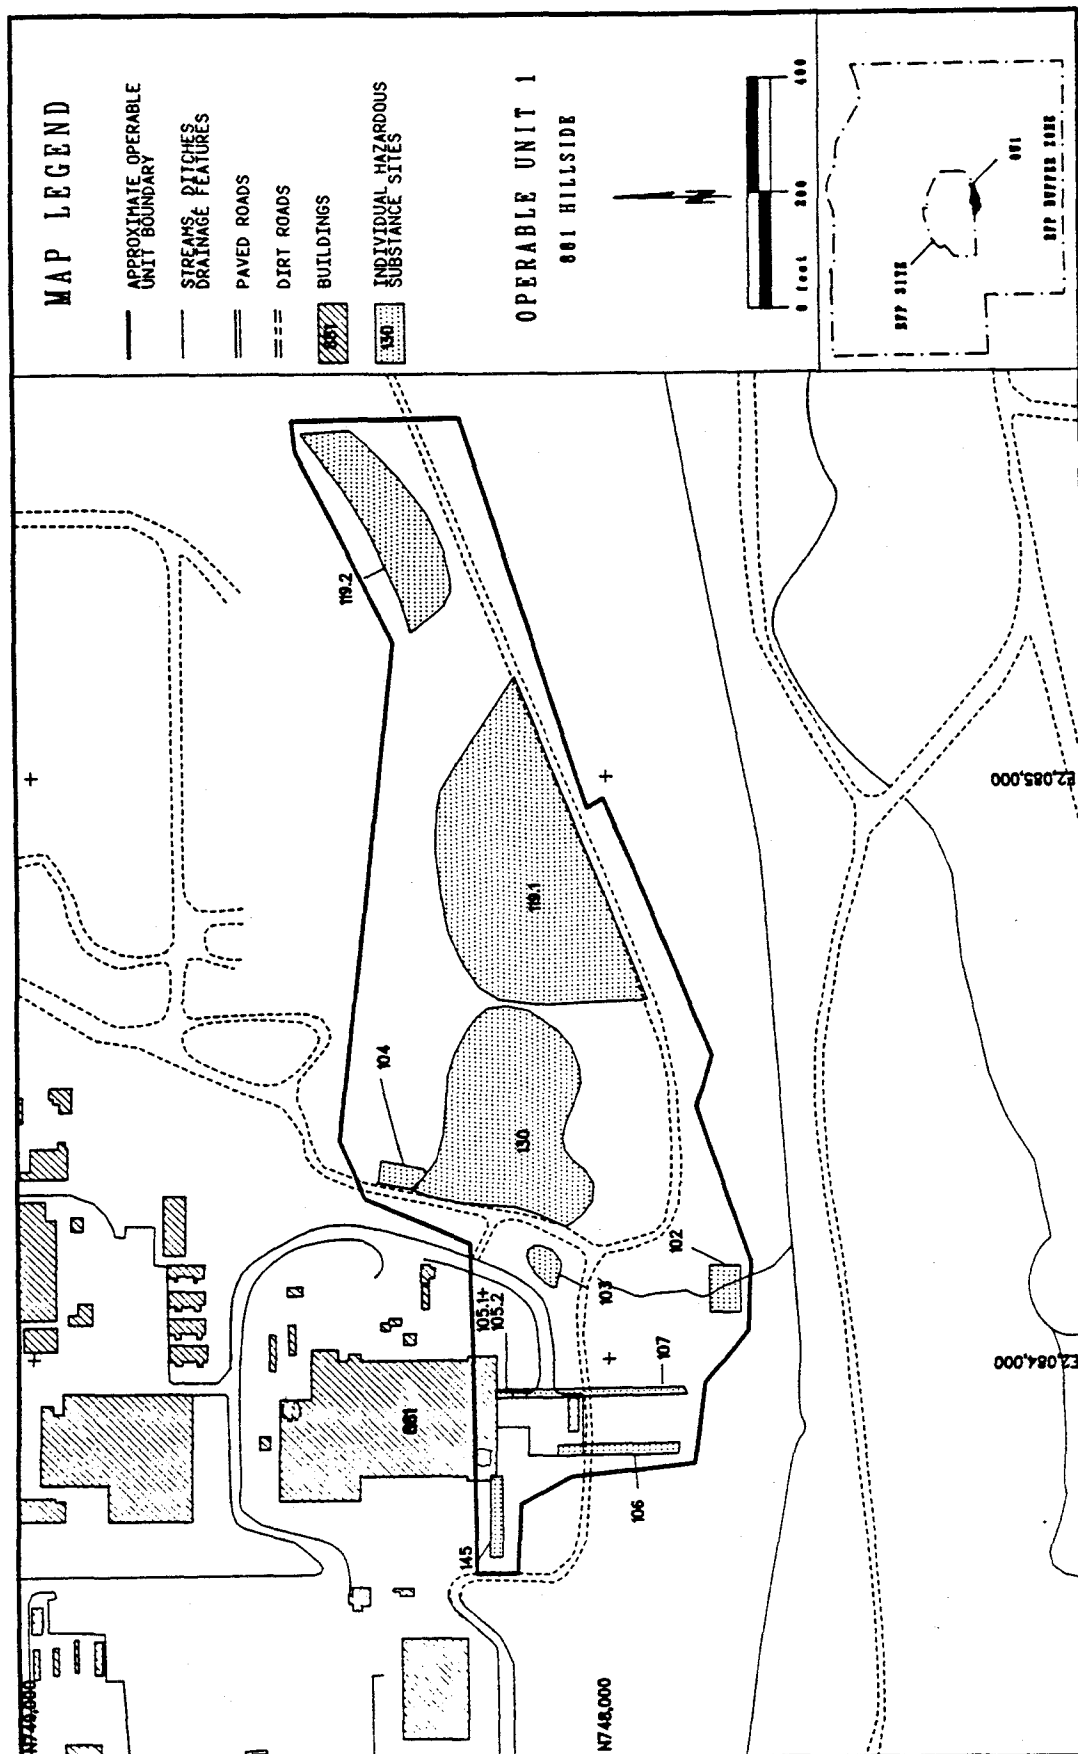 MAP LEGEND
APPROXIMATE OPERABLE
UNIT BOUNDARY
STREAMS, DITCHES
DRAINAGE FEATURES
PAVED ROADS
DIRT ROADS
881
BUILDINGS
130
INDIVIDUAL HAZARDOUS
SUBSTANCE SITES
OPERABLE UNIT 1
881 HILLSIDE
0 feet
200
400
RFP SITE
OU1
RFP BUFFER ZONE
119.2
119.1
104
130
102
103
105.1+
105.2
107
881
106
145
E2,085,000
E2,084,000
N749,000
N748,000